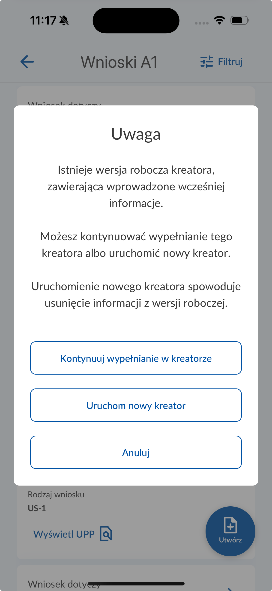 11:17
Wnioski A1
Filtruj
Wniosek dotyczy
Uwaga
Istnieje wersja robocza kreatora,
zawierająca wprowadzone wcześniej
informacje.
Możesz kontynuować wypełnianie tego
kreatora albo uruchomić nowy kreator.
Uruchomienie nowego kreatora spowoduje
usunięcie informacji z wersji roboczej.
Kontynuuj wypełnianie w kreatorze
Uruchom nowy kreator
Anuluj
Rodzaj wniosku
US-1
Wyświetl UPP
Utwórz
Wniosek dotyczy